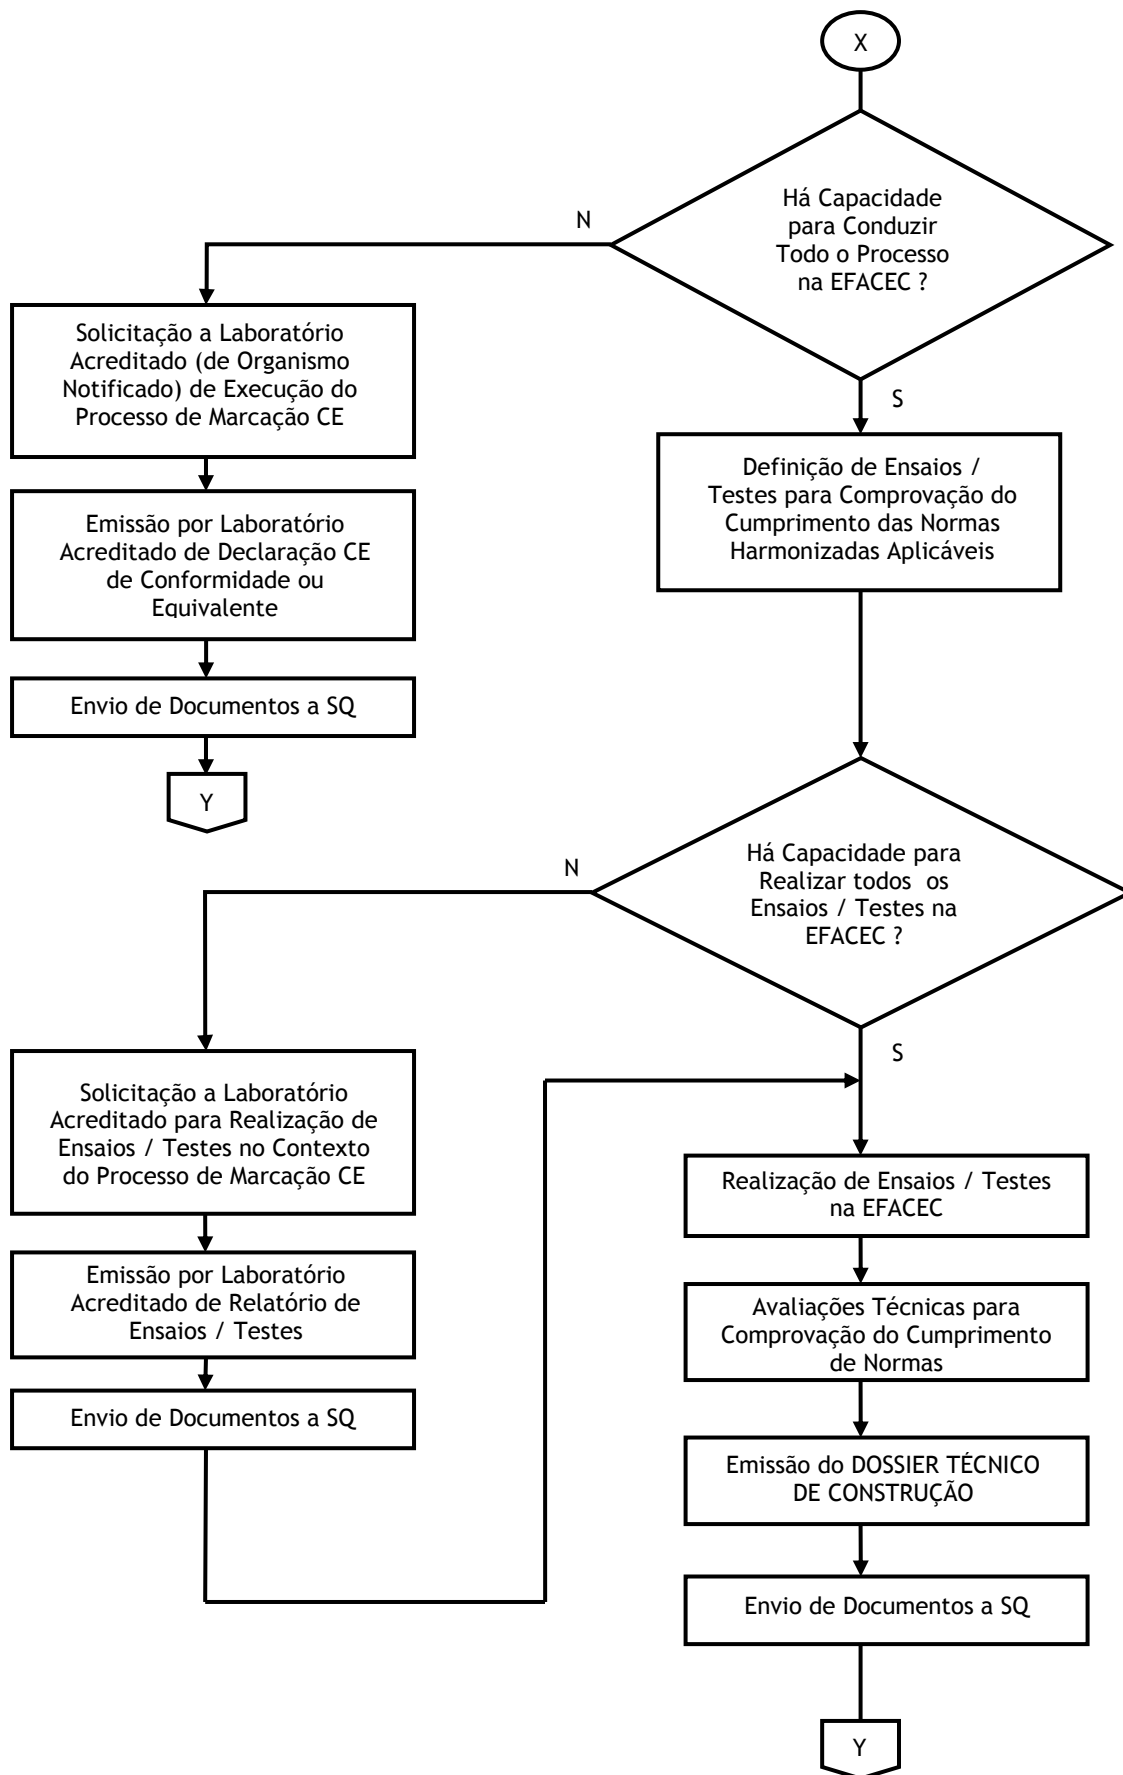 X
Há Capacidade
para Conduzir
Todo o Processo
na EFACEC ?
N
S
Solicitação a Laboratório
Acreditado (de Organismo
Notificado) de Execução do
Processo de Marcação CE
Emissão por Laboratório
Acreditado de Declaração CE
de Conformidade ou
Equivalente
Envio de Documentos a SQ
Y
Definição de Ensaios /
Testes para Comprovação do
Cumprimento das Normas
Harmonizadas Aplicáveis
Há Capacidade para
Realizar todos os
Ensaios / Testes na
EFACEC ?
N
S
Solicitação a Laboratório
Acreditado para Realização de
Ensaios / Testes no Contexto
do Processo de Marcação CE
Emissão por Laboratório
Acreditado de Relatório de
Ensaios / Testes
Envio de Documentos a SQ
Realização de Ensaios / Testes
na EFACEC
Avaliações Técnicas para
Comprovação do Cumprimento
de Normas
Emissão do DOSSIER TÉCNICO
DE CONSTRUÇÃO
Envio de Documentos a SQ
Y